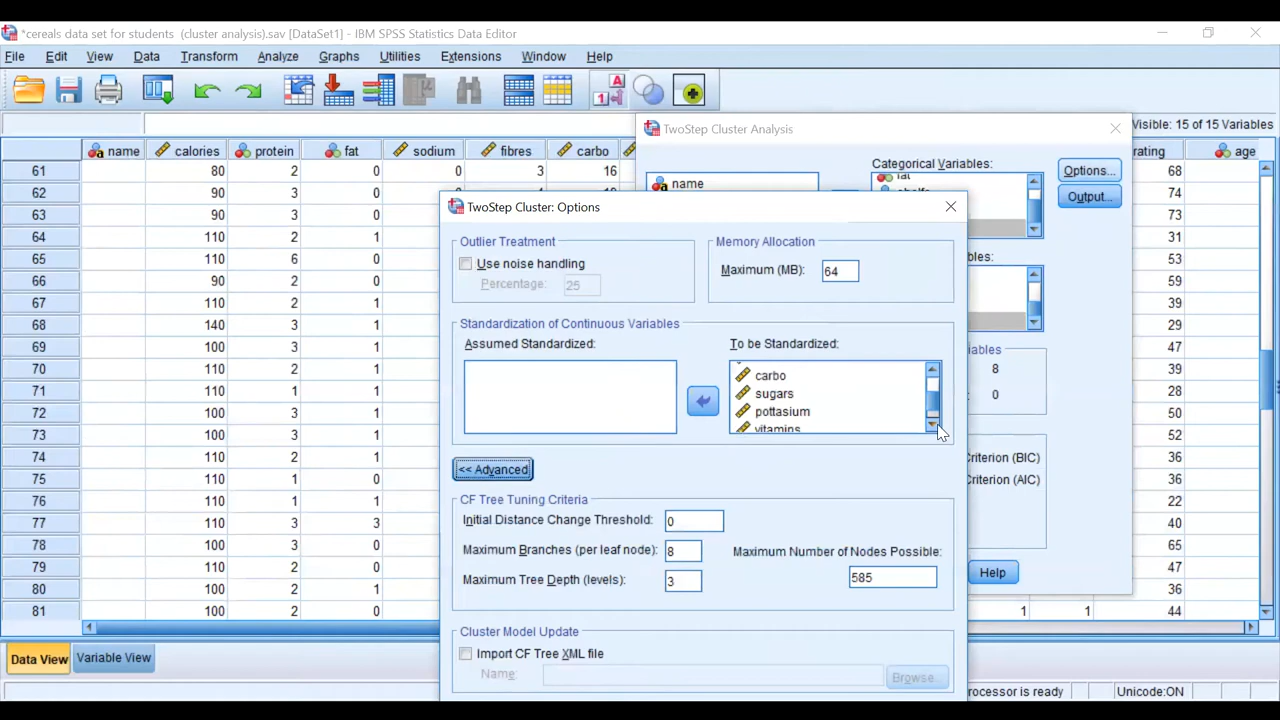 *cereals data set for students (cluster analysis).sav [DataSet1] - IBM SPSS Statistics Data Editor
File Edit View Data Transform Analyze Graphs Utilities Extensions Window Help
TwoStep Cluster Analysis
Visible: 15 of 15 Variables
name calories protein fat sodium fibres carbo rating age
Categorical Variables:
Options...
Output...
name
61 80 2 0 0 3 16 68
62 90 3 0 74
63 90 3 0 73
64 110 2 1 31
65 110 6 0 53
66 90 2 0 59
67 110 2 1 39
68 140 3 1 29
69 100 3 1 47
70 110 2 1 39
71 110 1 1 28
72 100 3 1 50
73 100 3 1 52
74 110 2 1 36
75 110 1 0 36
76 110 1 1 22
77 110 3 3 40
78 100 3 0 65
79 110 2 0 47
80 100 2 1 36
81 100 2 0 1 1 44
TwoStep Cluster: Options
Outlier Treatment
Use noise handling
Percentage: 25
Memory Allocation
Maximum (MB): 64
Standardization of Continuous Variables
Assumed Standardized:
To be Standardized:
carbo
sugars
pottasium
vitamins
<< Advanced
CF Tree Tuning Criteria
Initial Distance Change Threshold: 0
Maximum Branches (per leaf node): 8
Maximum Number of Nodes Possible:
585
Maximum Tree Depth (levels): 3
Cluster Model Update
Import CF Tree XML file
Name:
Browse...
8
0
Criterion (BIC)
Criterion (AIC)
Help
Data View Variable View
rocessor is ready
Unicode:ON